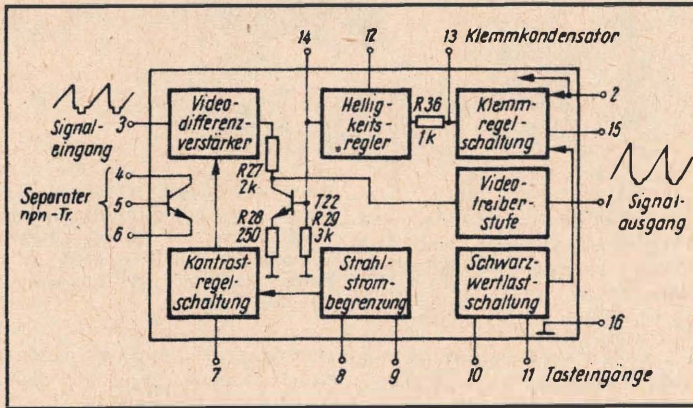 14
12
13 Klemmkondensator
Signal-
eingang
3
Video-
differenz-
verstärker
Hellig-
keits-
regler
R36
1k
Klemm-
regel-
schaltung
2
15
Separater
npn-Tr.
4
5
6
R27
2k
T22
R28
250
R29
3k
Video-
treiber-
stufe
1
Signal-
ausgang
Kontrast-
regel-
schaltung
Strahl-
strom-
begrenzung
Schwarz-
wertlast-
schaltung
16
7
8
9
10
11
Tasteingänge